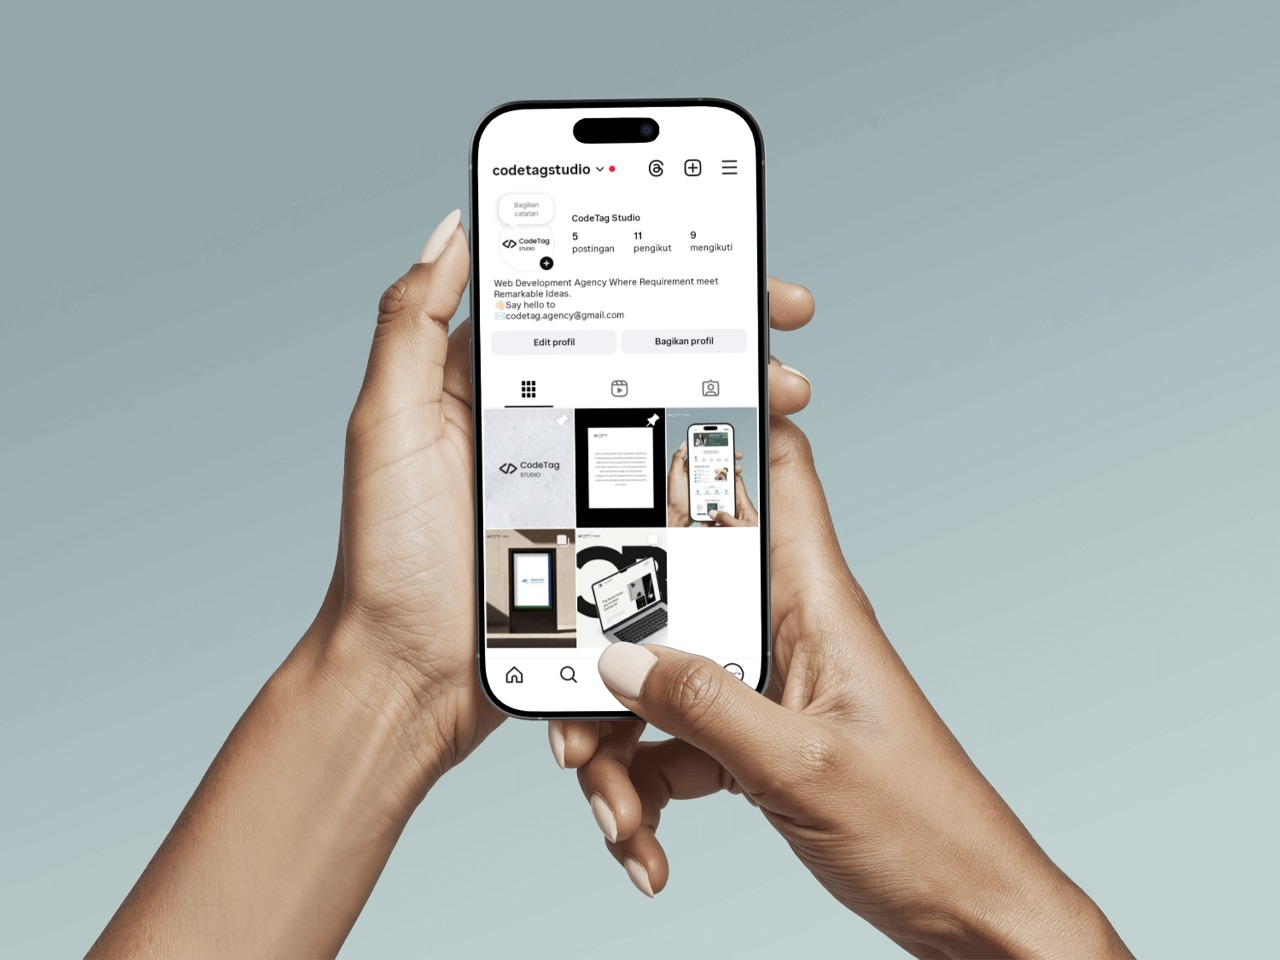 codetagstudio
Bagikan
catatan
CodeTag
STUDIO
CodeTag Studio
5 11 9
postingan pengikut mengikuti
Web Development Agency Where Requirement meet
Remarkable Ideas.
👋🏻Say hello to
✉️codetag.agency@gmail.com
Edit profil Bagikan profil
CodeTag
STUDIO